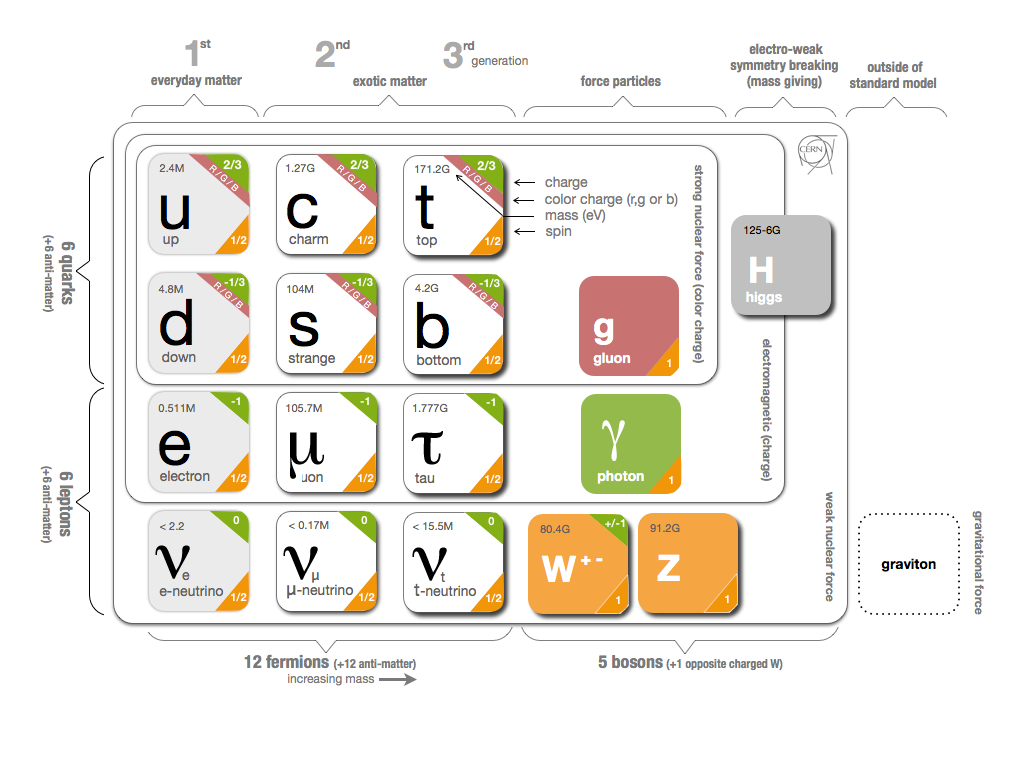 1st
2nd
3rd
generation
everyday matter
exotic matter
force particles
electro-weak
symmetry breaking
(mass giving)
outside of
standard model
CERN
6 quarks
(+6 anti-matter)
2.4M
2/3
R/G/B
u
up
1/2
1.27G
2/3
R/G/B
c
charm
1/2
171.2G
2/3
R/G/B
t
top
1/2
charge
color charge (r,g or b)
mass (eV)
spin
strong nuclear force (color charge)
125-6G
H
higgs
4.8M
-1/3
R/G/B
d
down
1/2
104M
-1/3
R/G/B
s
strange
1/2
4.2G
-1/3
R/G/B
b
bottom
1/2
g
gluon
1
electromagnetic (charge)
6 leptons
(+6 anti-matter)
0.511M
-1
e
electron
1/2
105.7M
-1
μ
uon
1/2
1.777G
-1
τ
tau
1/2
γ
photon
1
weak nuclear force
< 2.2
0
νe
e-neutrino
1/2
< 0.17M
0
νμ
μ-neutrino
1/2
< 15.5M
0
νt
t-neutrino
1/2
80.4G
+/-1
W+-
1
91.2G
Z
1
graviton
gravitational force
12 fermions (+12 anti-matter)
increasing mass
5 bosons (+1 opposite charged W)